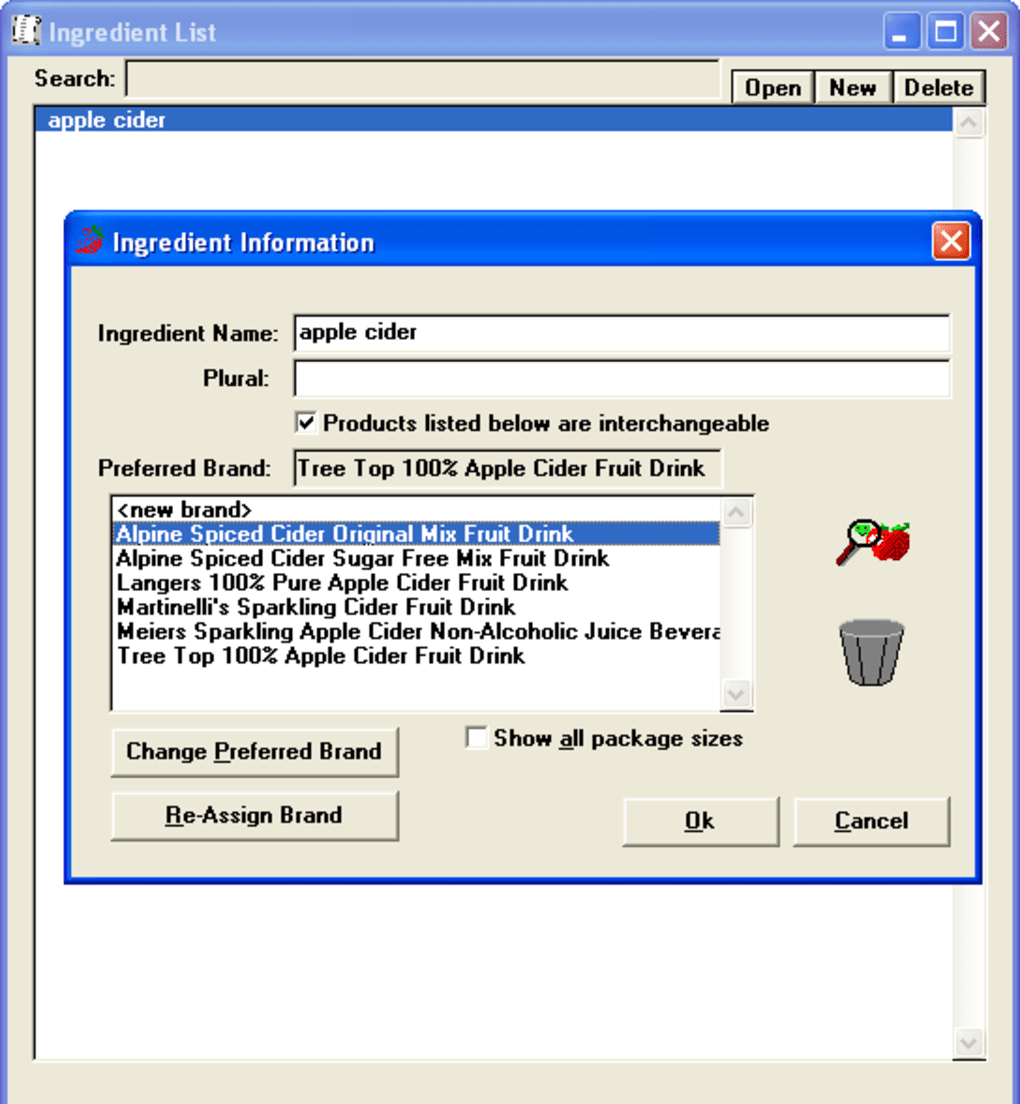 Ingredient List
Search:
Open New Delete
apple cider
Ingredient Information
Ingredient Name: apple cider
Plural:
Products listed below are interchangeable
Preferred Brand: Tree Top 100% Apple Cider Fruit Drink
<new brand>
Alpine Spiced Cider Original Mix Fruit Drink
Alpine Spiced Cider Sugar Free Mix Fruit Drink
Langers 100% Pure Apple Cider Fruit Drink
Martinelli's Sparkling Cider Fruit Drink
Meiers Sparkling Apple Cider Non-Alcoholic Juice Bevera
Tree Top 100% Apple Cider Fruit Drink
Change Preferred Brand
Show all package sizes
Re-Assign Brand
Ok Cancel